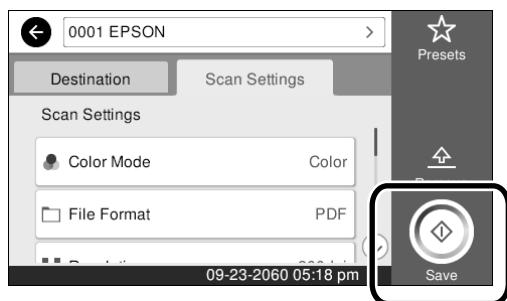 0001 EPSON
Presets
Destination
Scan Settings
Scan Settings
Color Mode
Color
File Format
PDF
09-23-2060 05:18 pm
Save